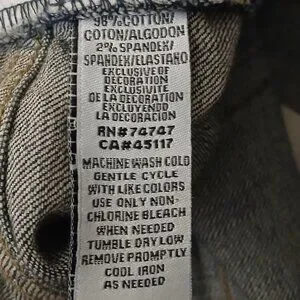 98% COTTON/
COTON/ALGODON
2% SPANDEX/
SPANDEX/ELASTANO
EXCLUSIVE OF
DECORATION
EXCLUSIVITE
DE LA DECORATION
EXCLUYENDO
LA DECORACION
RN# 74747
CA# 45117
MACHINE WASH COLD
GENTLE CYCLE
WITH LIKE COLORS
USE ONLY NON-
CHLORINE BLEACH
WHEN NEEDED
TUMBLE DRY LOW
REMOVE PROMPTLY
COOL IRON
AS NEEDED